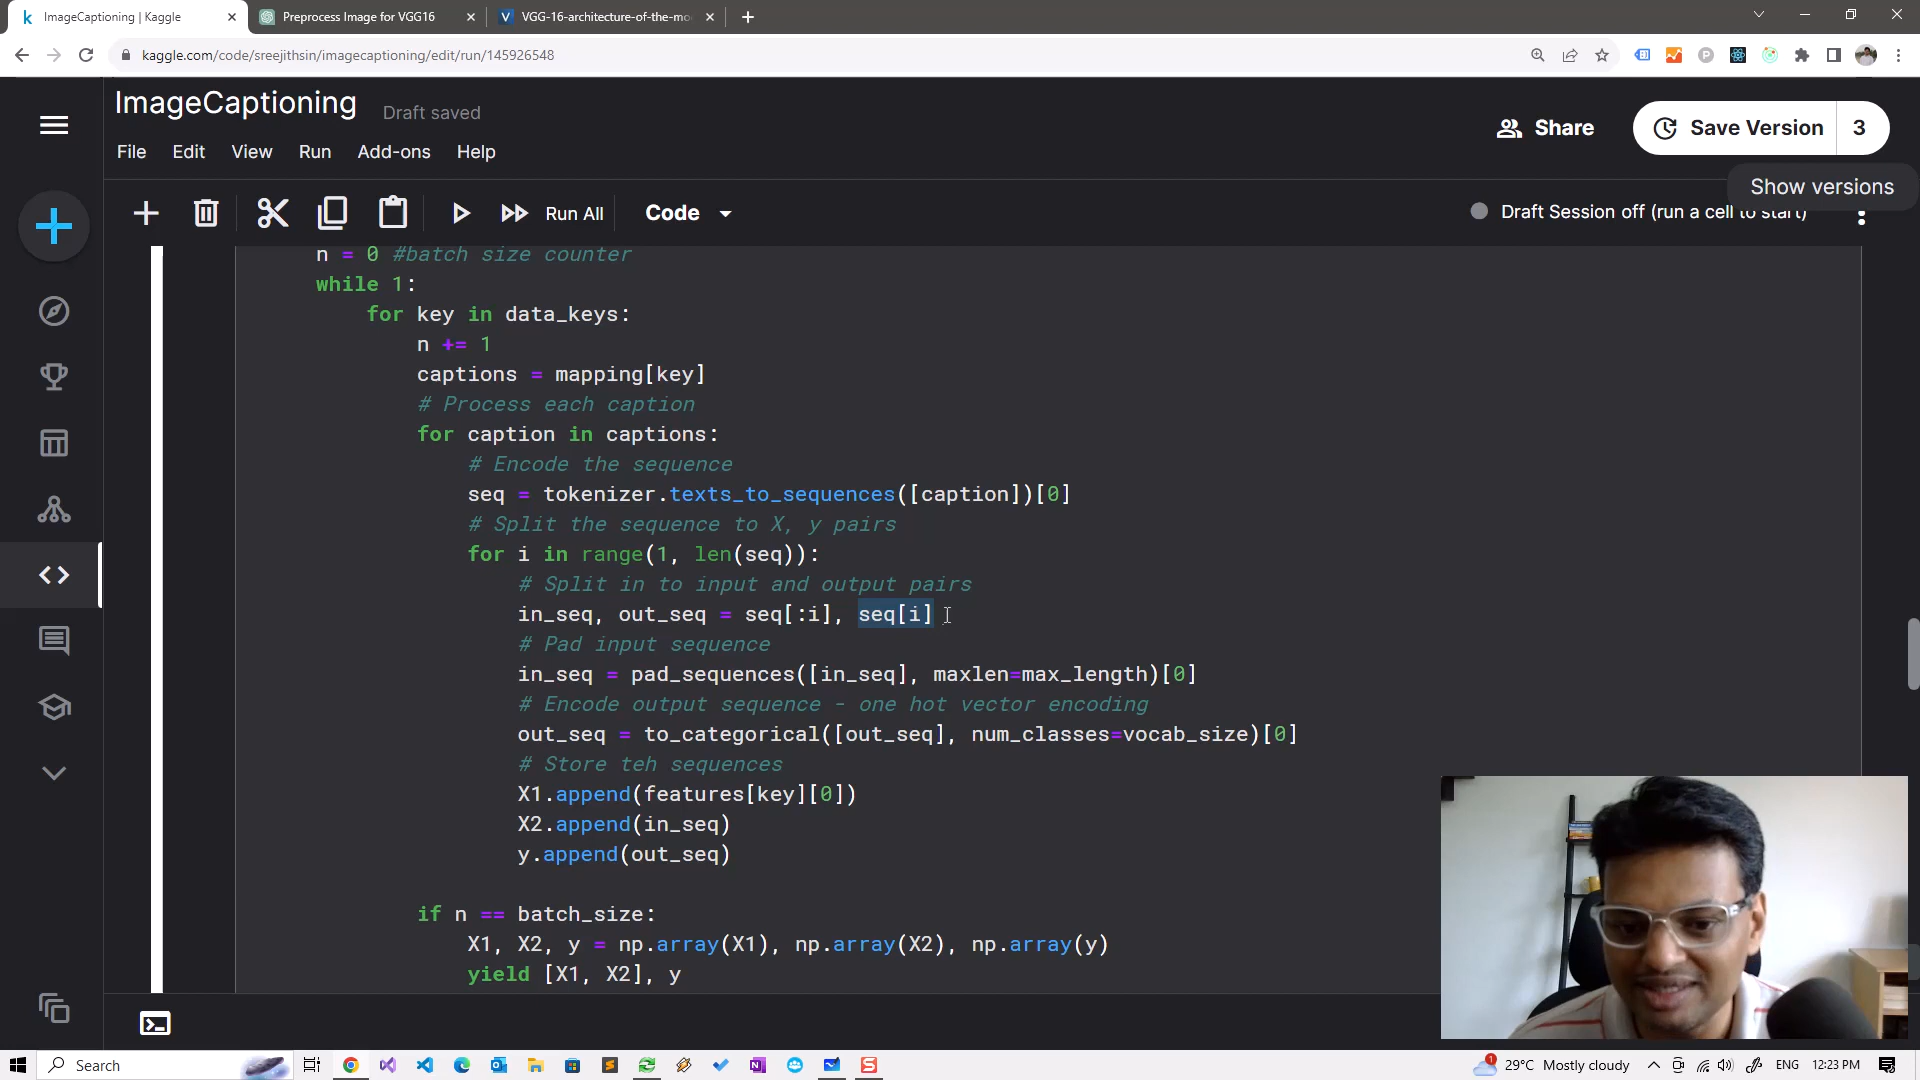 ImageCaptioning | Kaggle
Preprocess Image for VGG16
VGG-16-architecture-of-the-mo
kaggle.com/code/sreejithsin/imagecaptioning/edit/run/145926548
ImageCaptioning
Draft saved
Share
Save Version
3
File
Edit
View
Run
Add-ons
Help
Show versions
Run All
Code
Draft Session off (run a cell to start)
n = 0 #batch size counter
while 1:
for key in data_keys:
n += 1
captions = mapping[key]
# Process each caption
for caption in captions:
# Encode the sequence
seq = tokenizer.texts_to_sequences([caption])[0]
# Split the sequence to X, y pairs
for i in range(1, len(seq)):
# Split in to input and output pairs
in_seq, out_seq = seq[:i], seq[i]
# Pad input sequence
in_seq = pad_sequences([in_seq], maxlen=max_length)[0]
# Encode output sequence - one hot vector encoding
out_seq = to_categorical([out_seq], num_classes=vocab_size)[0]
# Store teh sequences
X1.append(features[key][0])
X2.append(in_seq)
y.append(out_seq)
if n == batch_size:
X1, X2, y = np.array(X1), np.array(X2), np.array(y)
yield [X1, X2], y
Search
1
29°C Mostly cloudy
ENG
12:23 PM